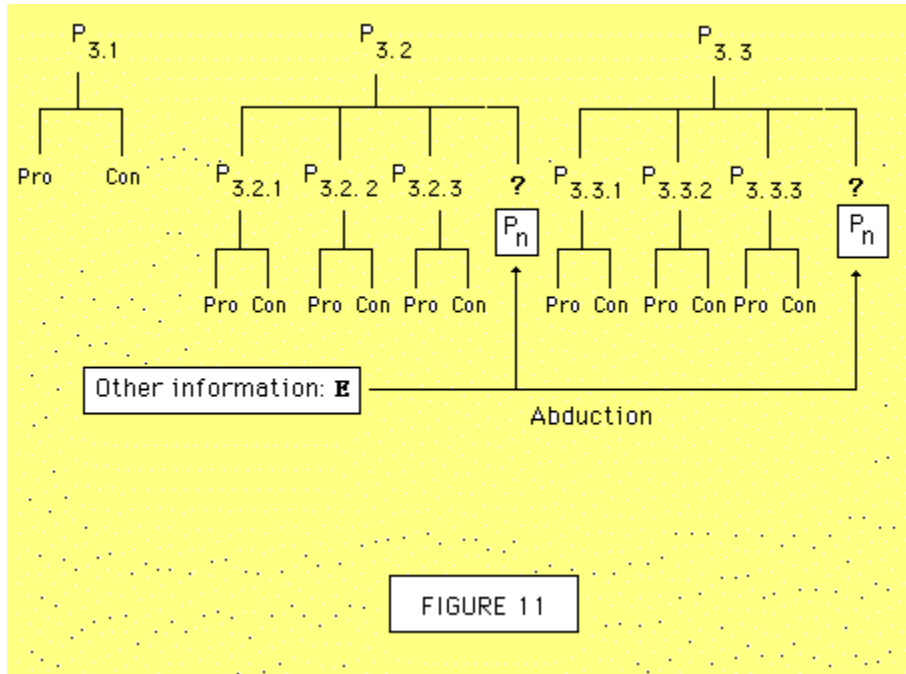 P3.1 P3.2 P3.3
Pro Con P3.2.1 P3.2.2 P3.2.3 ? P3.3.1 P3.3.2 P3.3.3 ?
Pn Pn
Pro Con Pro Con Pro Con Pro Con Pro Con Pro Con
Other information: E
Abduction
FIGURE 11